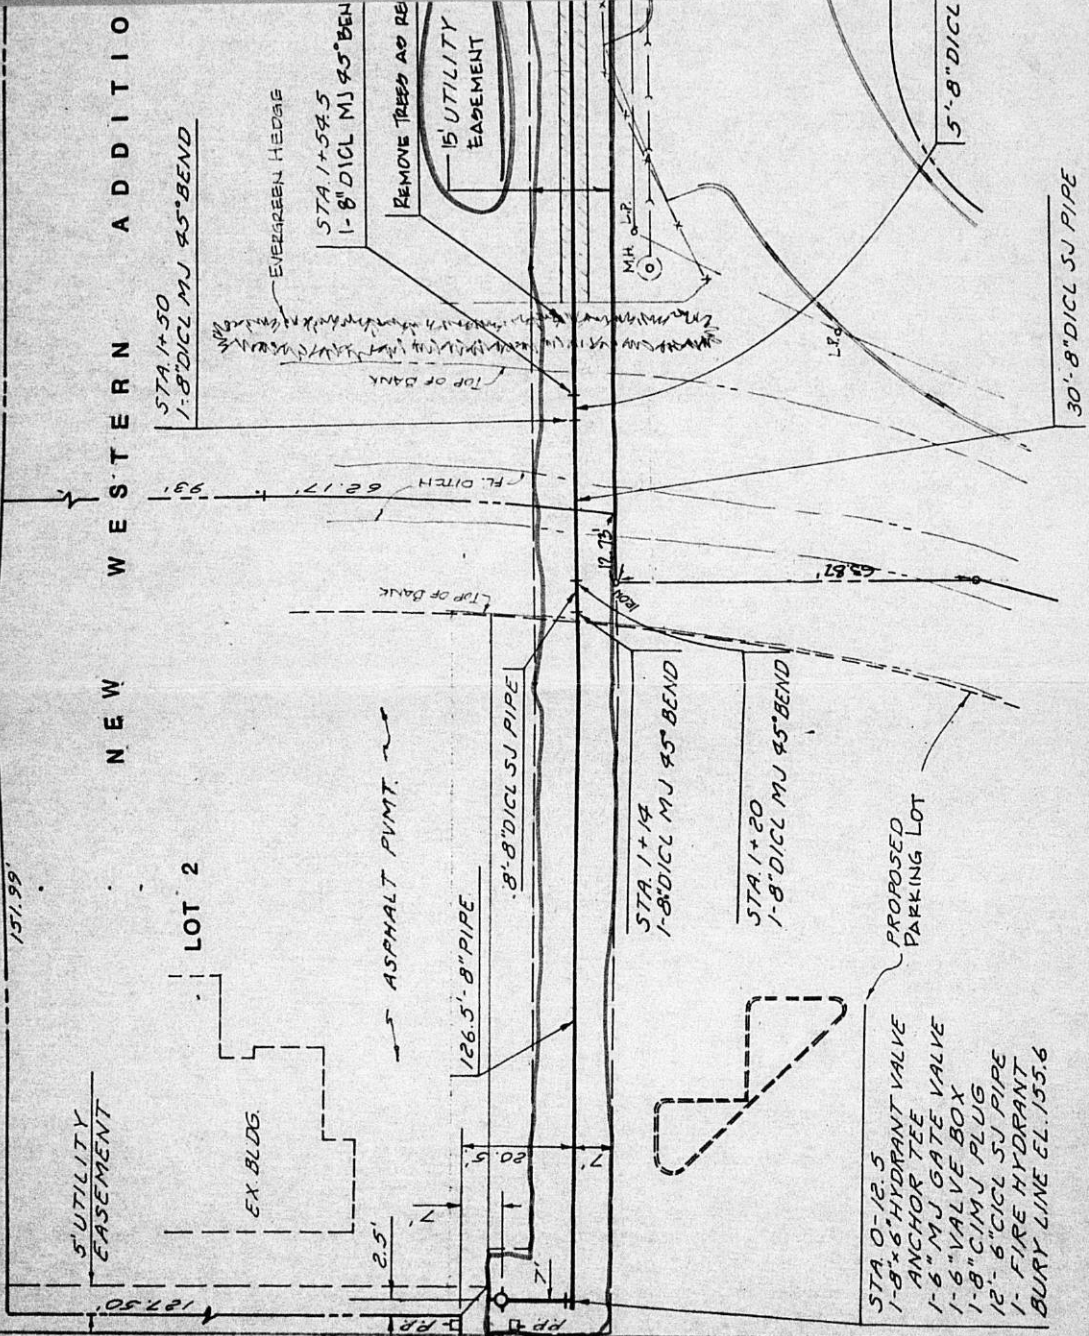 NEW WESTERN ADDITIO
151.99'
127.50'
5' UTILITY
EASEMENT
LOT 2
EX. BLDG.
ASPHALT PVMT.
126.5'-8" PIPE
8'-8" DICL SJ PIPE
2.5'
7'
20.5'
7'
7'
PP
PP
STA. 1+50
1-8" DICL MJ 45° BEND
EVERGREEN HEDGE
STA. 1+54.5
1-8" DICL MJ 45° BEN
REMOVE TREES AS RE
15' UTILITY
EASEMENT
93'
62.17'
TOP OF BANK
FL. DITCH
TOP OF BANK
M.H.
L.P.
L.P.
12.73'
IRON
63.82'
5'-8" DICL
30'-8" DICL SJ PIPE
STA. 1+14
1-8" DICL MJ 45° BEND
STA. 1+20
1-8" DICL MJ 45° BEND
PROPOSED
PARKING LOT
STA. 0-12.5
1-8"x6" HYDRANT VALVE
ANCHOR TEE
1-6" MJ GATE VALVE
1-6" VALVE BOX
1-8" CIMJ PLUG
12'-6" CICL SJ PIPE
1- FIRE HYDRANT
BURY LINE EL. 155.6